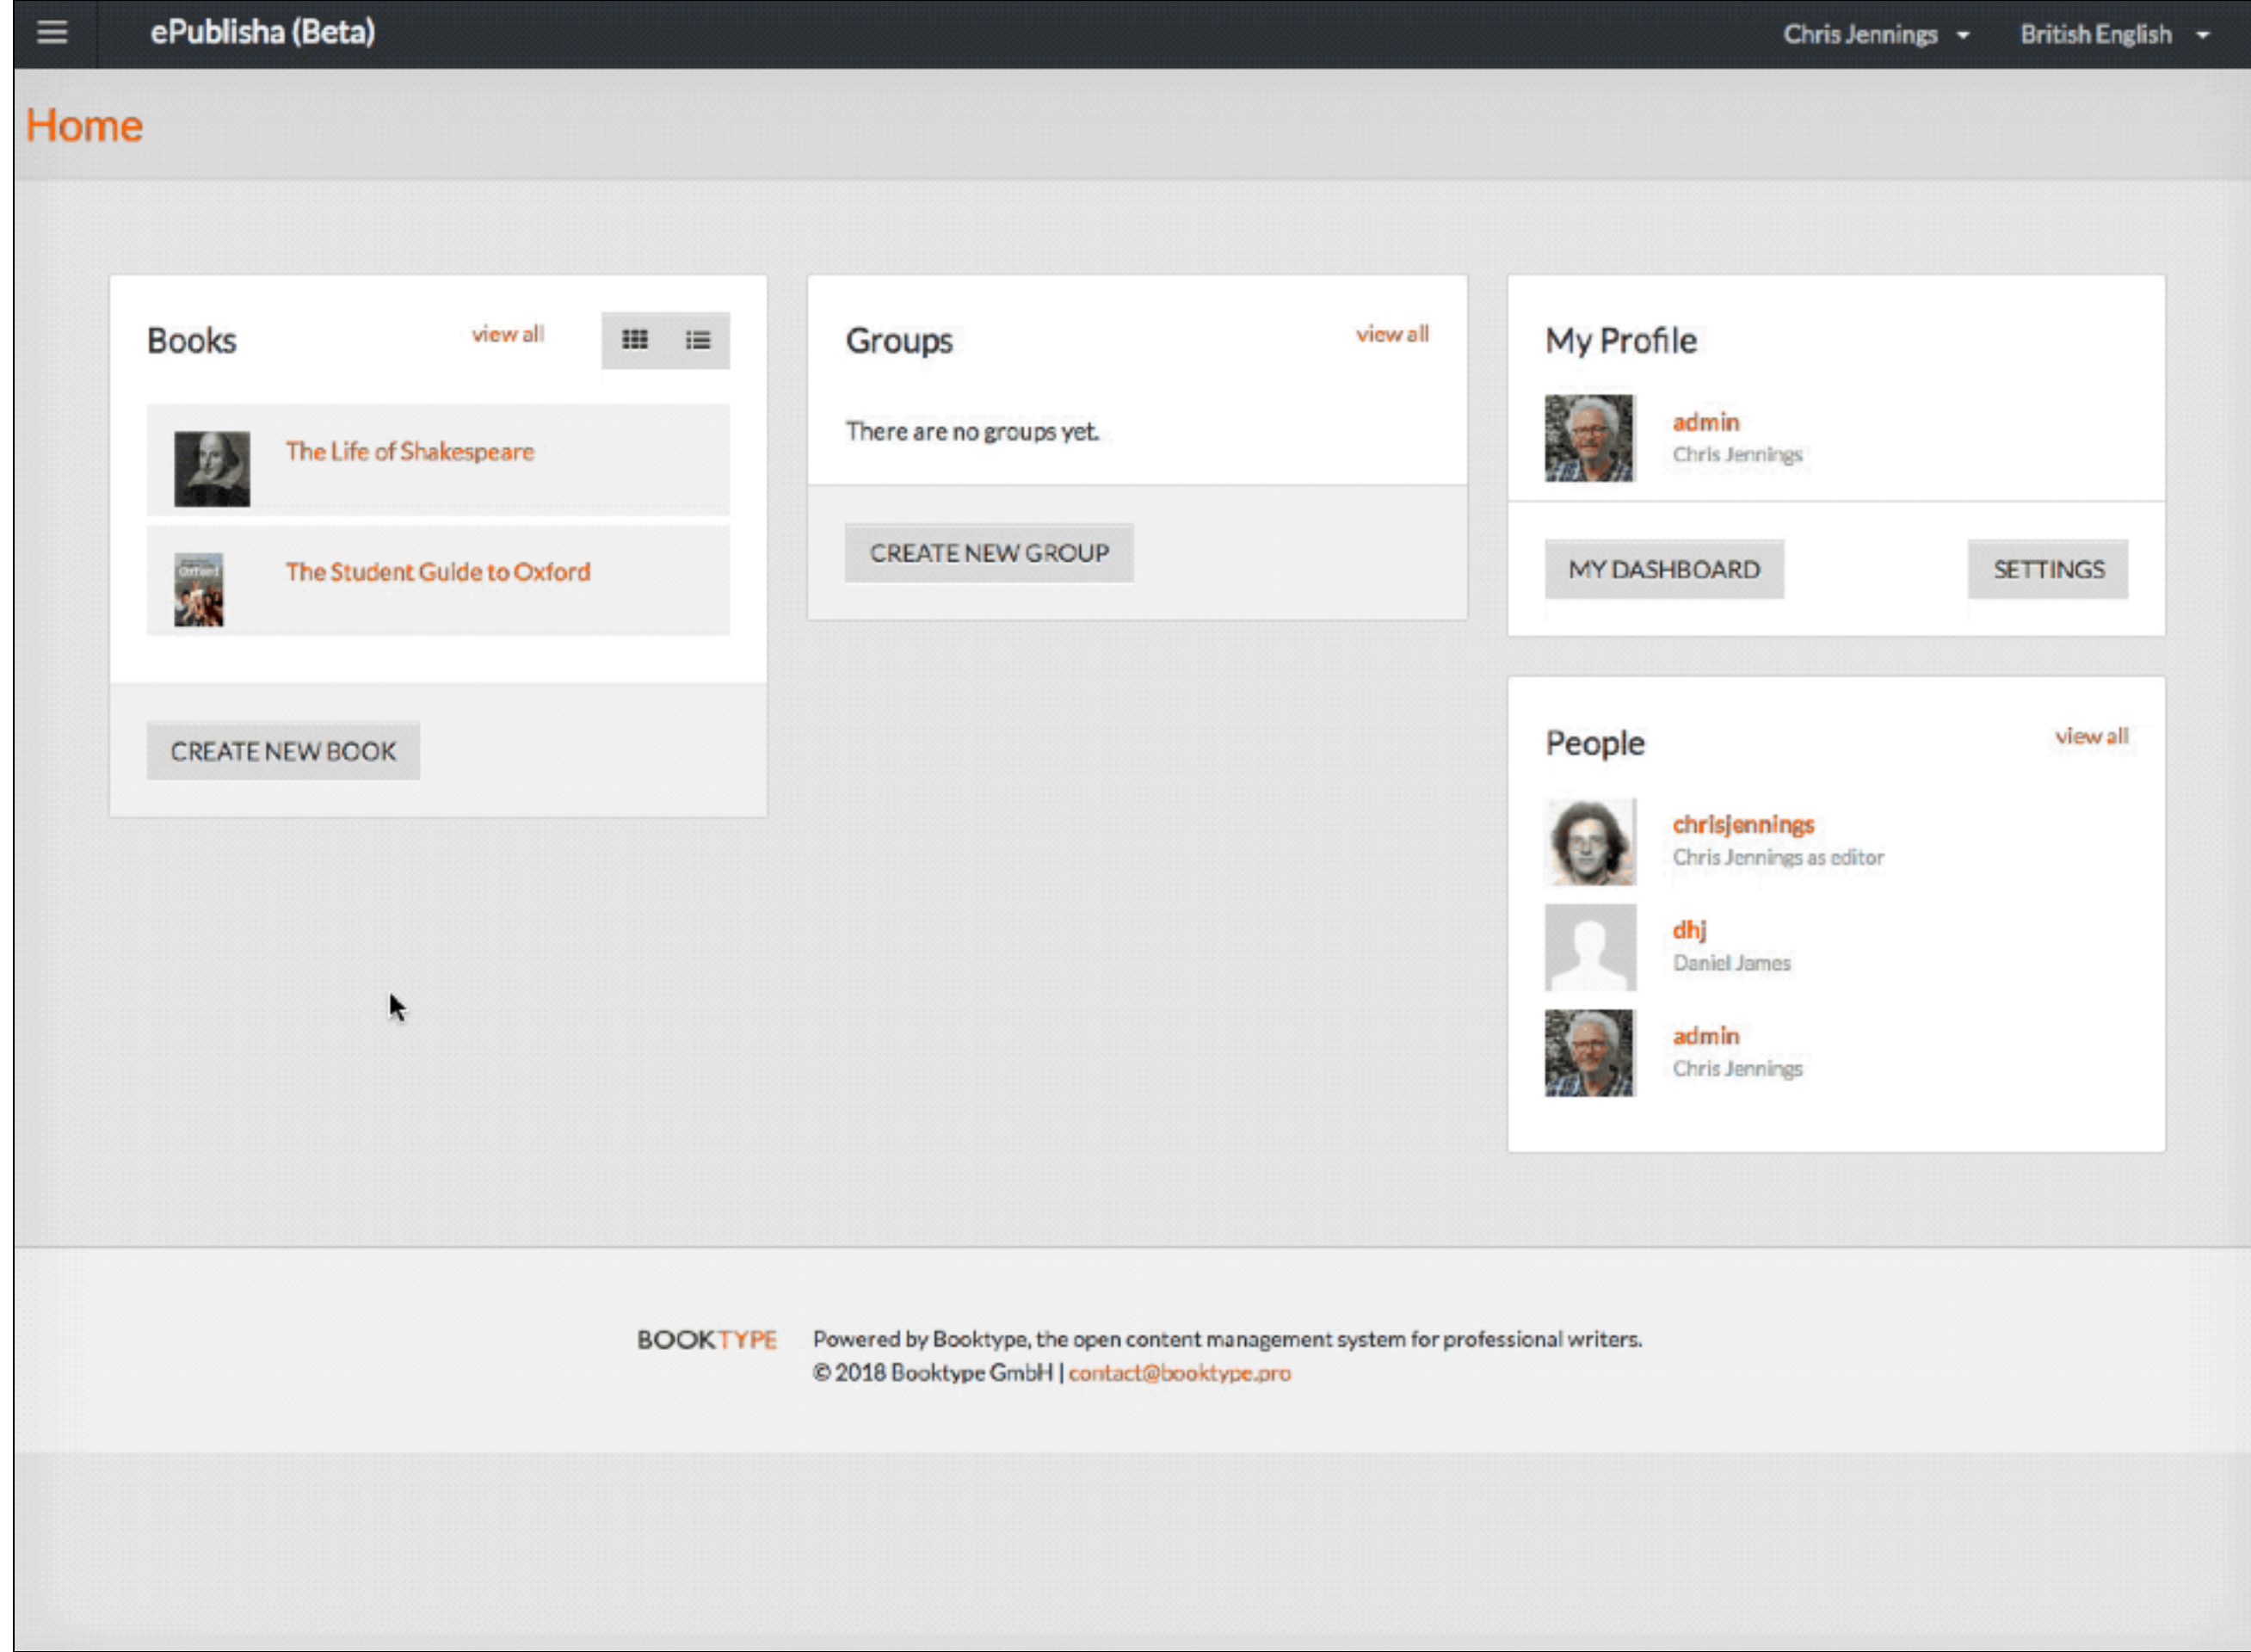 ePublisha (Beta)
Chris Jennings
British English
Home
Books
view all
The Life of Shakespeare
Oxford
The Student Guide to Oxford
CREATE NEW BOOK
Groups
view all
There are no groups yet.
CREATE NEW GROUP
My Profile
admin
Chris Jennings
MY DASHBOARD
SETTINGS
People
view all
chrisjennings
Chris Jennings as editor
dhj
Daniel James
admin
Chris Jennings
BOOKTYPE
Powered by Booktype, the open content management system for professional writers.
© 2018 Booktype GmbH | contact@booktype.pro